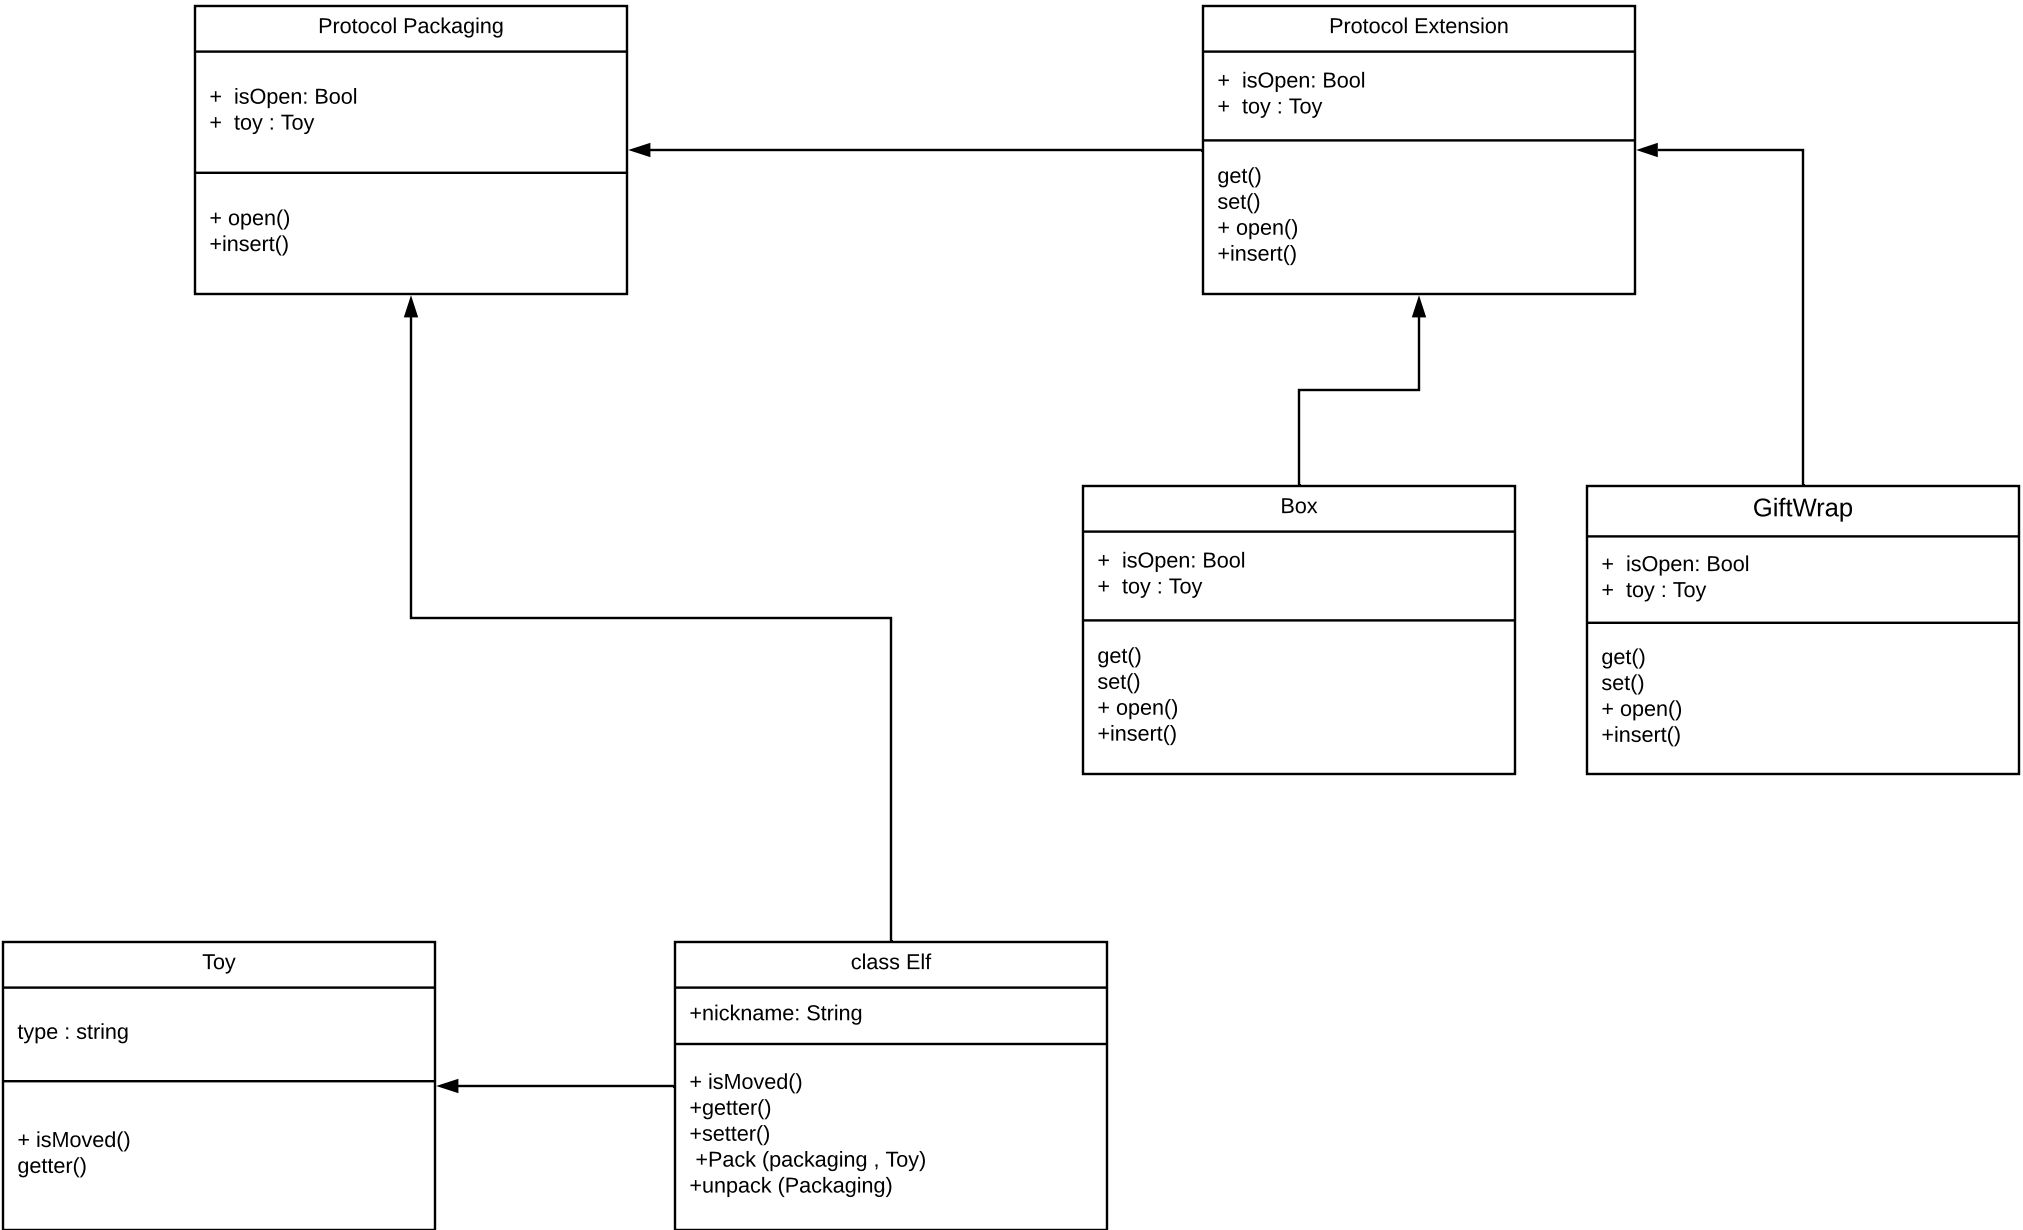 Protocol Packaging
+  isOpen: Bool
+  toy : Toy
+ open()
+insert()
Protocol Extension
+  isOpen: Bool
+  toy : Toy
get()
set()
+ open()
+insert()
Box
+  isOpen: Bool
+  toy : Toy
get()
set()
+ open()
+insert()
GiftWrap
+  isOpen: Bool
+  toy : Toy
get()
set()
+ open()
+insert()
Toy
type : string
+ isMoved()
getter()
class Elf
+nickname: String
+ isMoved()
+getter()
+setter()
+Pack (packaging , Toy)
+unpack (Packaging)